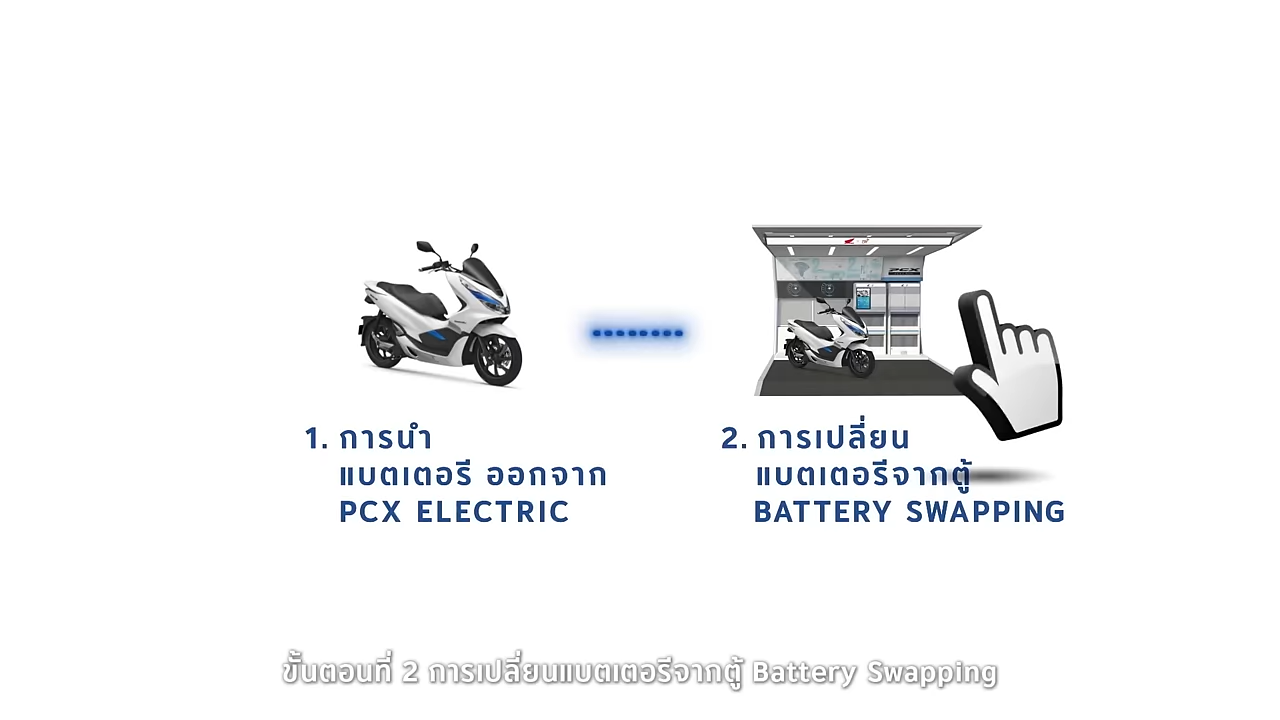 PCX
1. การนำ
แบตเตอรี ออกจาก
PCX ELECTRIC
2. การเปลี่ยน
แบตเตอรีจากตู้
BATTERY SWAPPING
ขั้นตอนที่ 2 การเปลี่ยนแบตเตอรีจากตู้ Battery Swapping